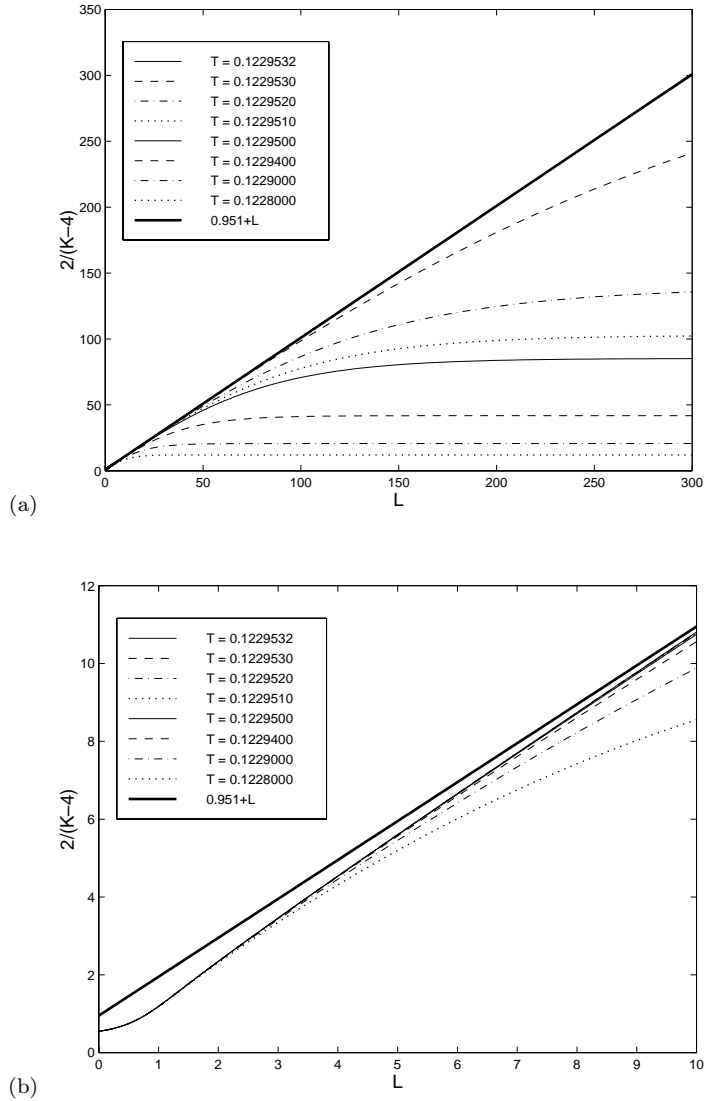 350
300
250
200
150
100
50
0
2/(K−4)
T = 0.1229532
T = 0.1229530
T = 0.1229520
T = 0.1229510
T = 0.1229500
T = 0.1229400
T = 0.1229000
T = 0.1228000
0.951+L
0 50 100 150 200 250 300
L
(a)
12
10
8
6
4
2
0
2/(K−4)
T = 0.1229532
T = 0.1229530
T = 0.1229520
T = 0.1229510
T = 0.1229500
T = 0.1229400
T = 0.1229000
T = 0.1228000
0.951+L
0 1 2 3 4 5 6 7 8 9 10
L
(b)